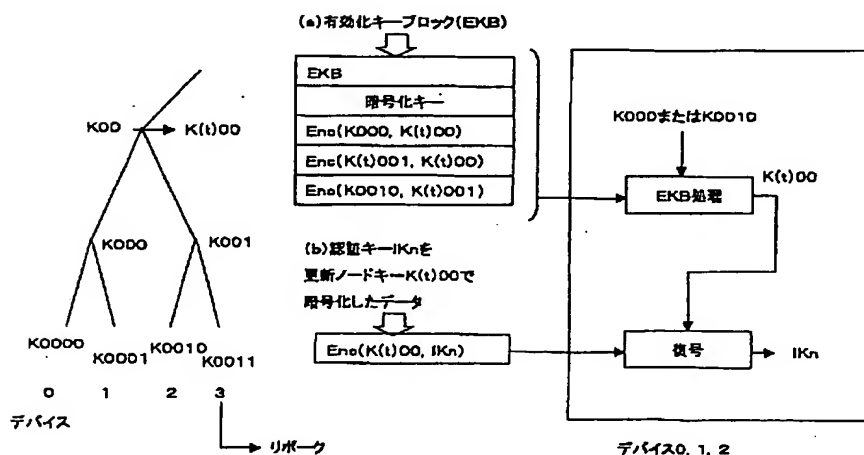 (a)有効化キーブロック(EKB)
EKB
暗号化キー
Enc(K000, K(t)00)
Enc(K(t)001, K(t)00)
Enc(K0010, K(t)001)
K00
K(t)00
K000
K001
K0000
K0001
K0010
K0011
0 1 2 3
デバイス
リボーク
(b)認証キーIKnを
更新ノードキーK(t)00で
暗号化したデータ
Enc(K(t)00, IKn)
K000またはK0010
EKB処理
K(t)00
復号
IKn
デバイス0, 1, 2